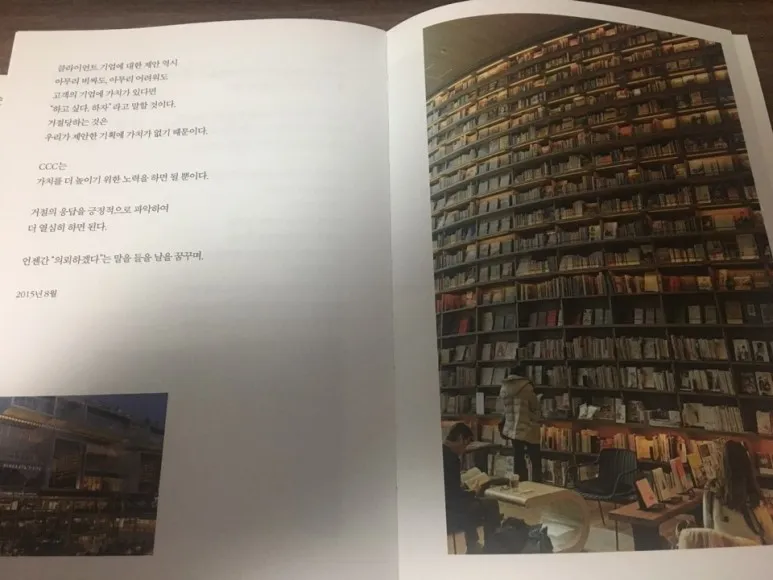 클라이언트 기업에 대한 제안 역시
아무리 비싸도, 아무리 어려워도
고객의 기업에 가치가 있다면
"하고 싶다, 하자" 라고 말할 것이다.
거절당하는 것은
우리가 제안한 기획에 가치가 없기 때문이다.
CCC는
가치를 더 높이기 위한 노력을 하면 될 뿐이다.
거절의 응답을 긍정적으로 파악하여
더 열심히 하면 된다.
언젠간 "의뢰하겠다"는 말을 들을 날을 꿈꾸며.
2015년 8월